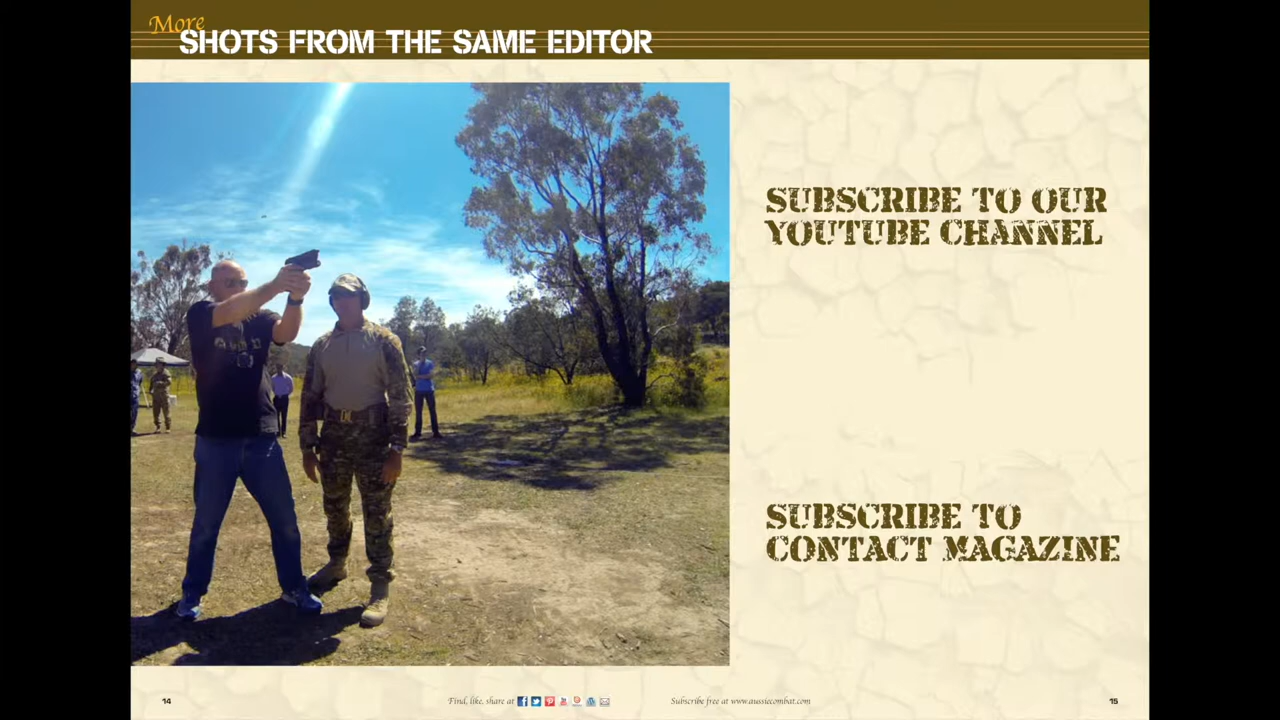 More
SHOTS FROM THE SAME EDITOR
SUBSCRIBE TO OUR
YOUTUBE CHANNEL
SUBSCRIBE TO
CONTACT MAGAZINE
14
Find, like, share at
Subscribe free at www.aussiecombat.com
15